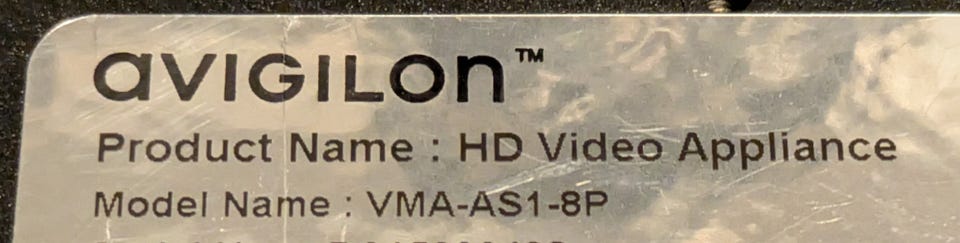 aVIGILon™
Product Name : HD Video Appliance
Model Name : VMA-AS1-8P